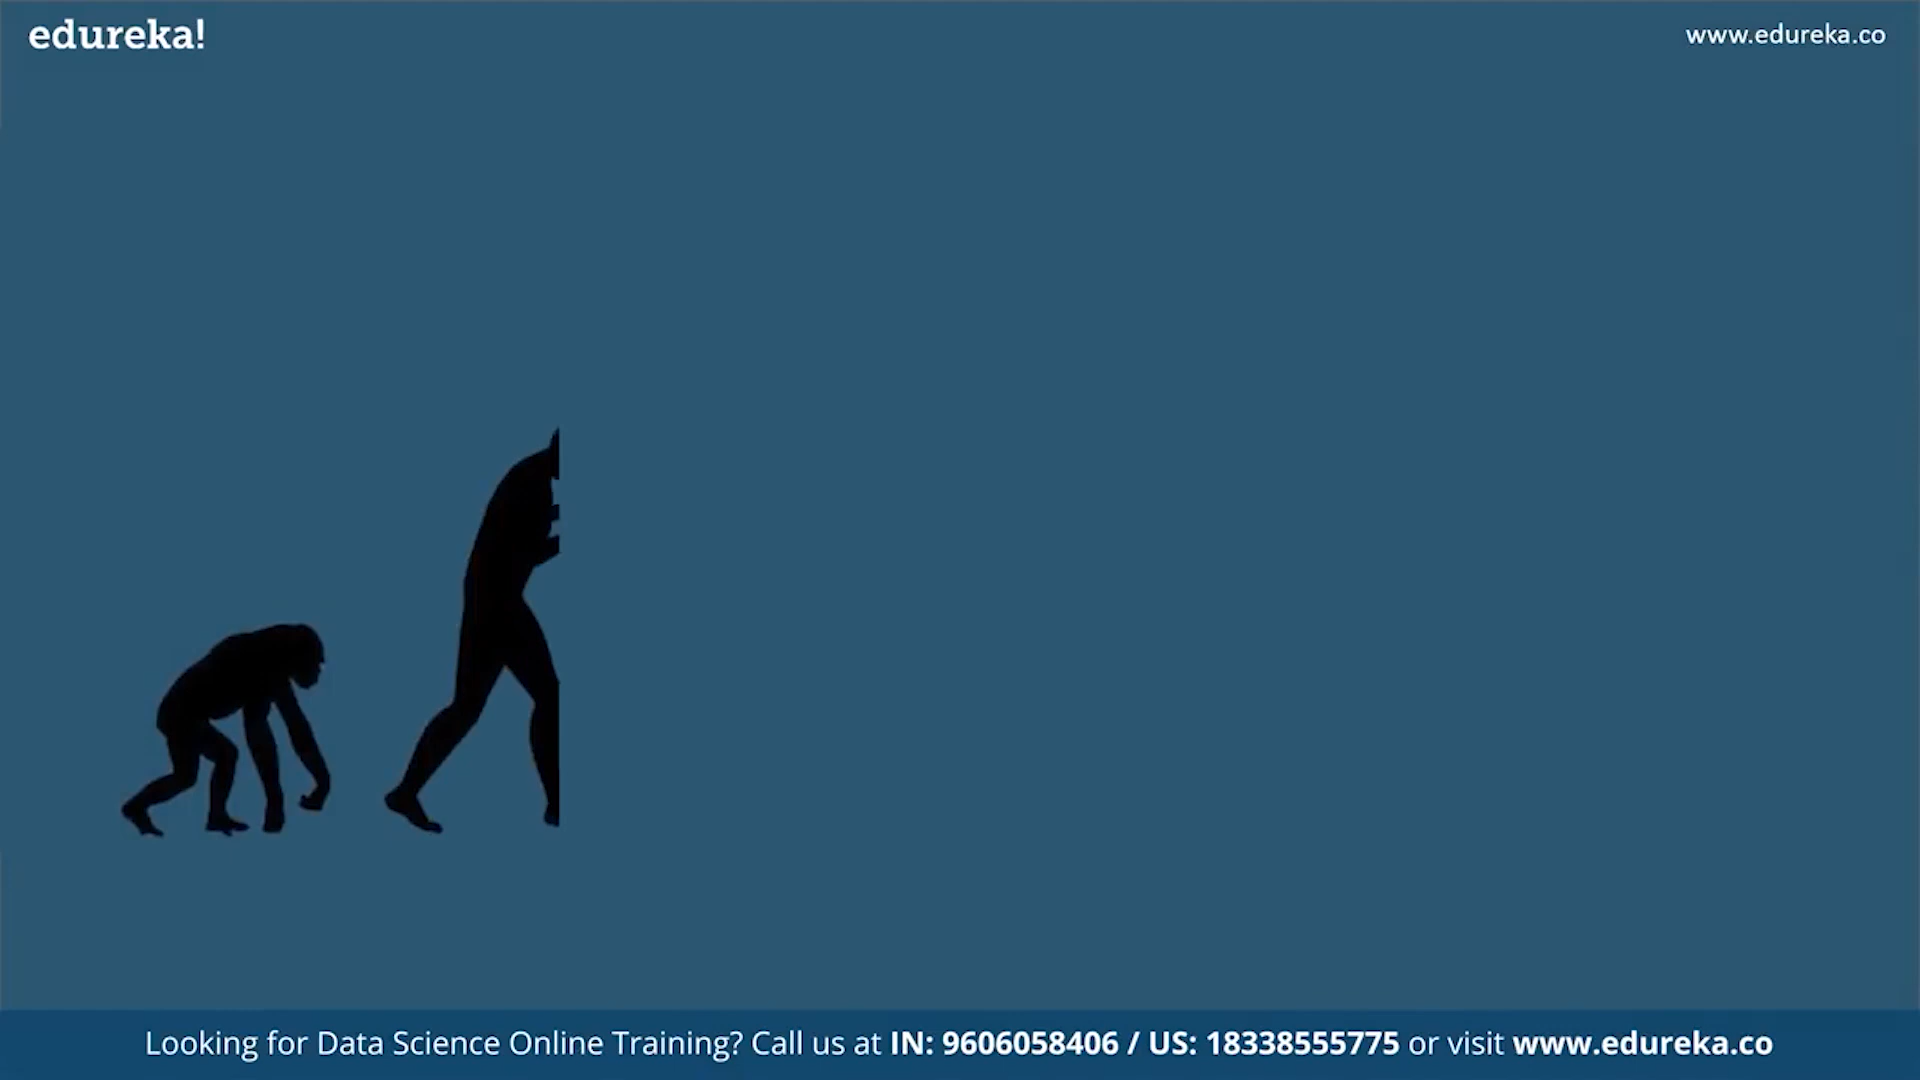 edureka!
www.edureka.co
Looking for Data Science Online Training? Call us at IN: 9606058406 / US: 18338555775 or visit www.edureka.co